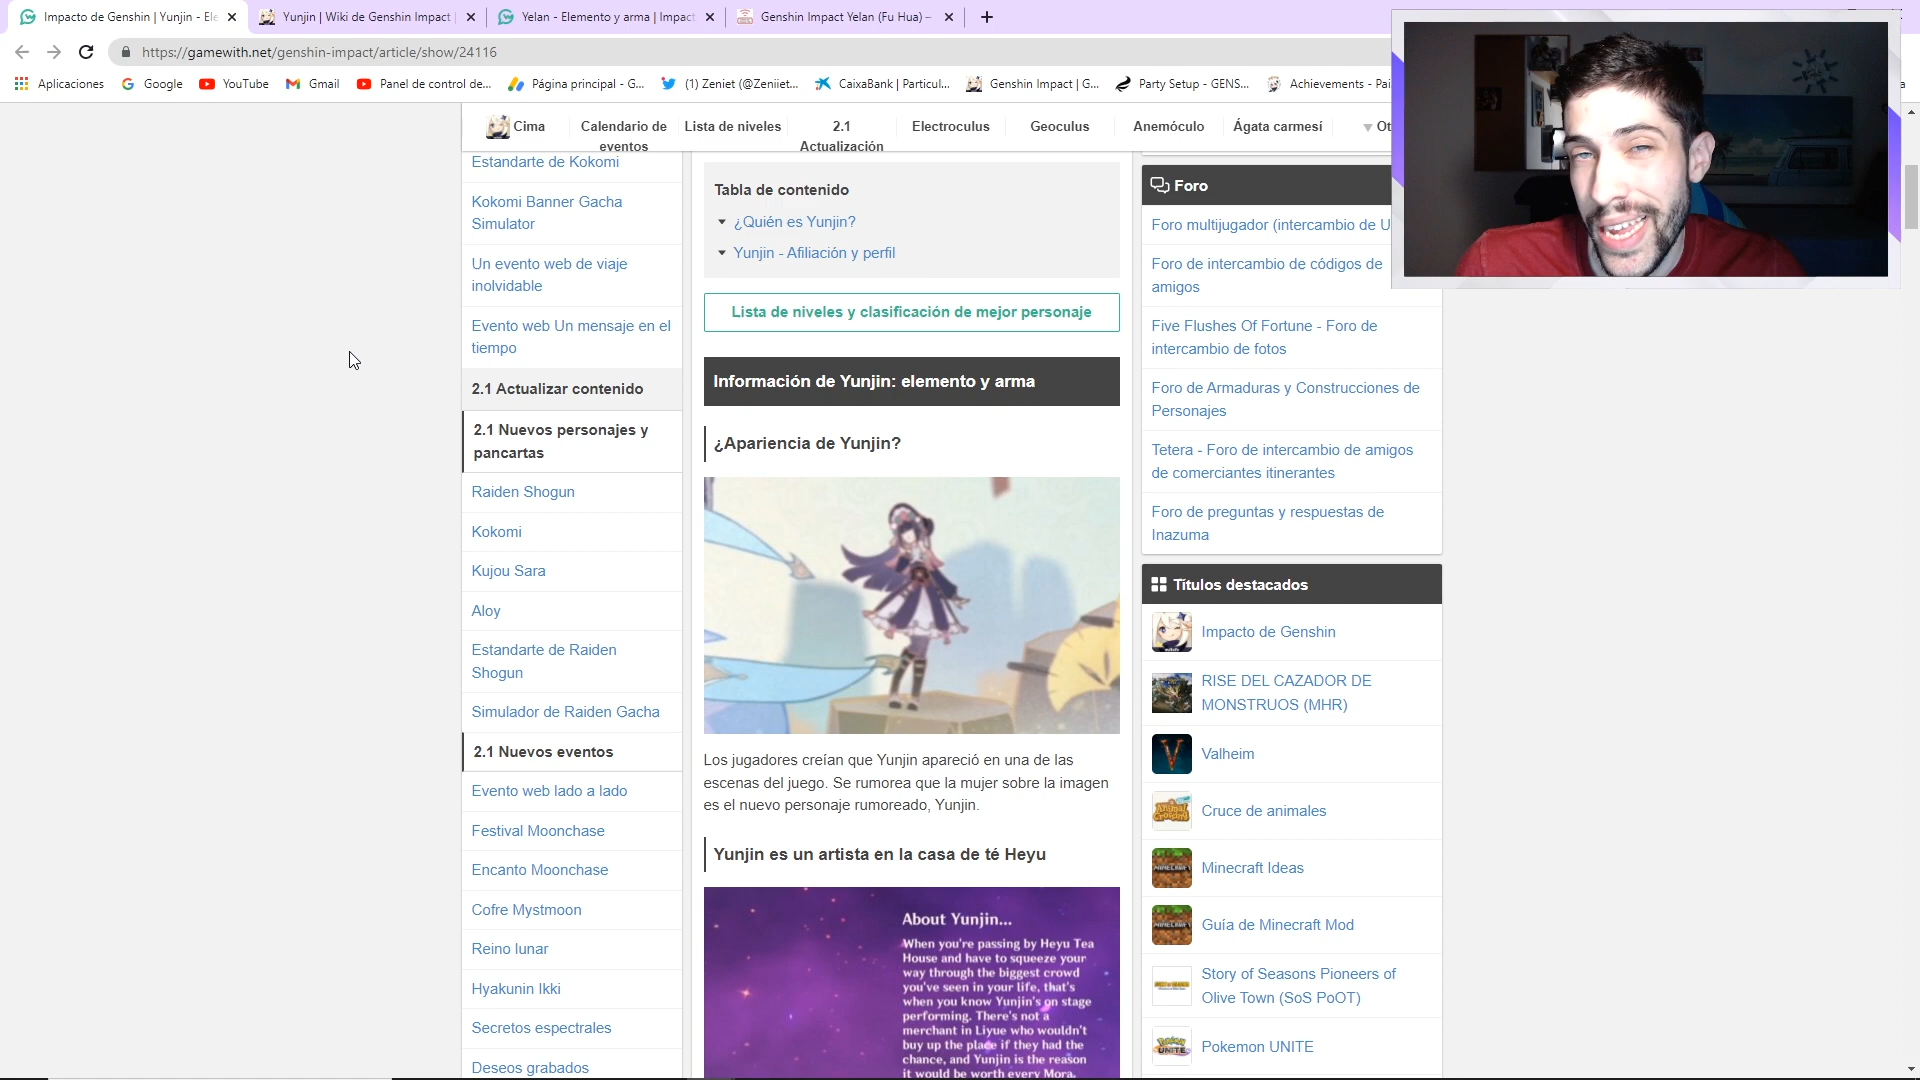 Impacto de Genshin | Yunjin - Ele
Yunjin | Wiki de Genshin Impact |
Yelan - Elemento y arma | Impact
Genshin Impact Yelan (Fu Hua) –
https://gamewith.net/genshin-impact/article/show/24116
Aplicaciones
Google
YouTube
Gmail
Panel de control de...
Página principal - G...
(1) Zeniet (@Zeniiet...
CaixaBank | Particul...
Genshin Impact | G...
Party Setup - GENS...
Achievements - Pai
Cima
Calendario de
eventos
Lista de niveles
2.1
Actualización
Electroculus
Geoculus
Anemóculo
Ágata carmesí
Ot
Estandarte de Kokomi
Kokomi Banner Gacha
Simulator
Un evento web de viaje
inolvidable
Evento web Un mensaje en el
tiempo
2.1 Actualizar contenido
2.1 Nuevos personajes y
pancartas
Raiden Shogun
Kokomi
Kujou Sara
Aloy
Estandarte de Raiden
Shogun
Simulador de Raiden Gacha
2.1 Nuevos eventos
Evento web lado a lado
Festival Moonchase
Encanto Moonchase
Cofre Mystmoon
Reino lunar
Hyakunin Ikki
Secretos espectrales
Deseos grabados
Tabla de contenido
¿Quién es Yunjin?
Yunjin - Afiliación y perfil
Lista de niveles y clasificación de mejor personaje
Información de Yunjin: elemento y arma
¿Apariencia de Yunjin?
Los jugadores creían que Yunjin apareció en una de las
escenas del juego. Se rumorea que la mujer sobre la imagen
es el nuevo personaje rumoreado, Yunjin.
Yunjin es un artista en la casa de té Heyu
About Yunjin...
When you're passing by Heyu Tea
House and have to squeeze your
way through the biggest crowd
you've seen in your life, that's
when you know Yunjin's on stage
performing. There's not a
merchant in Liyue who wouldn't
buy up the place if they had the
chance, and Yunjin is the reason
it would be worth every Mora.
Foro
Foro multijugador (intercambio de U
Foro de intercambio de códigos de
amigos
Five Flushes Of Fortune - Foro de
intercambio de fotos
Foro de Armaduras y Construcciones de
Personajes
Tetera - Foro de intercambio de amigos
de comerciantes itinerantes
Foro de preguntas y respuestas de
Inazuma
Títulos destacados
Impacto de Genshin
RISE DEL CAZADOR DE
MONSTRUOS (MHR)
Valheim
Cruce de animales
Minecraft Ideas
Guía de Minecraft Mod
Story of Seasons Pioneers of
Olive Town (SoS PoOT)
Pokemon UNITE